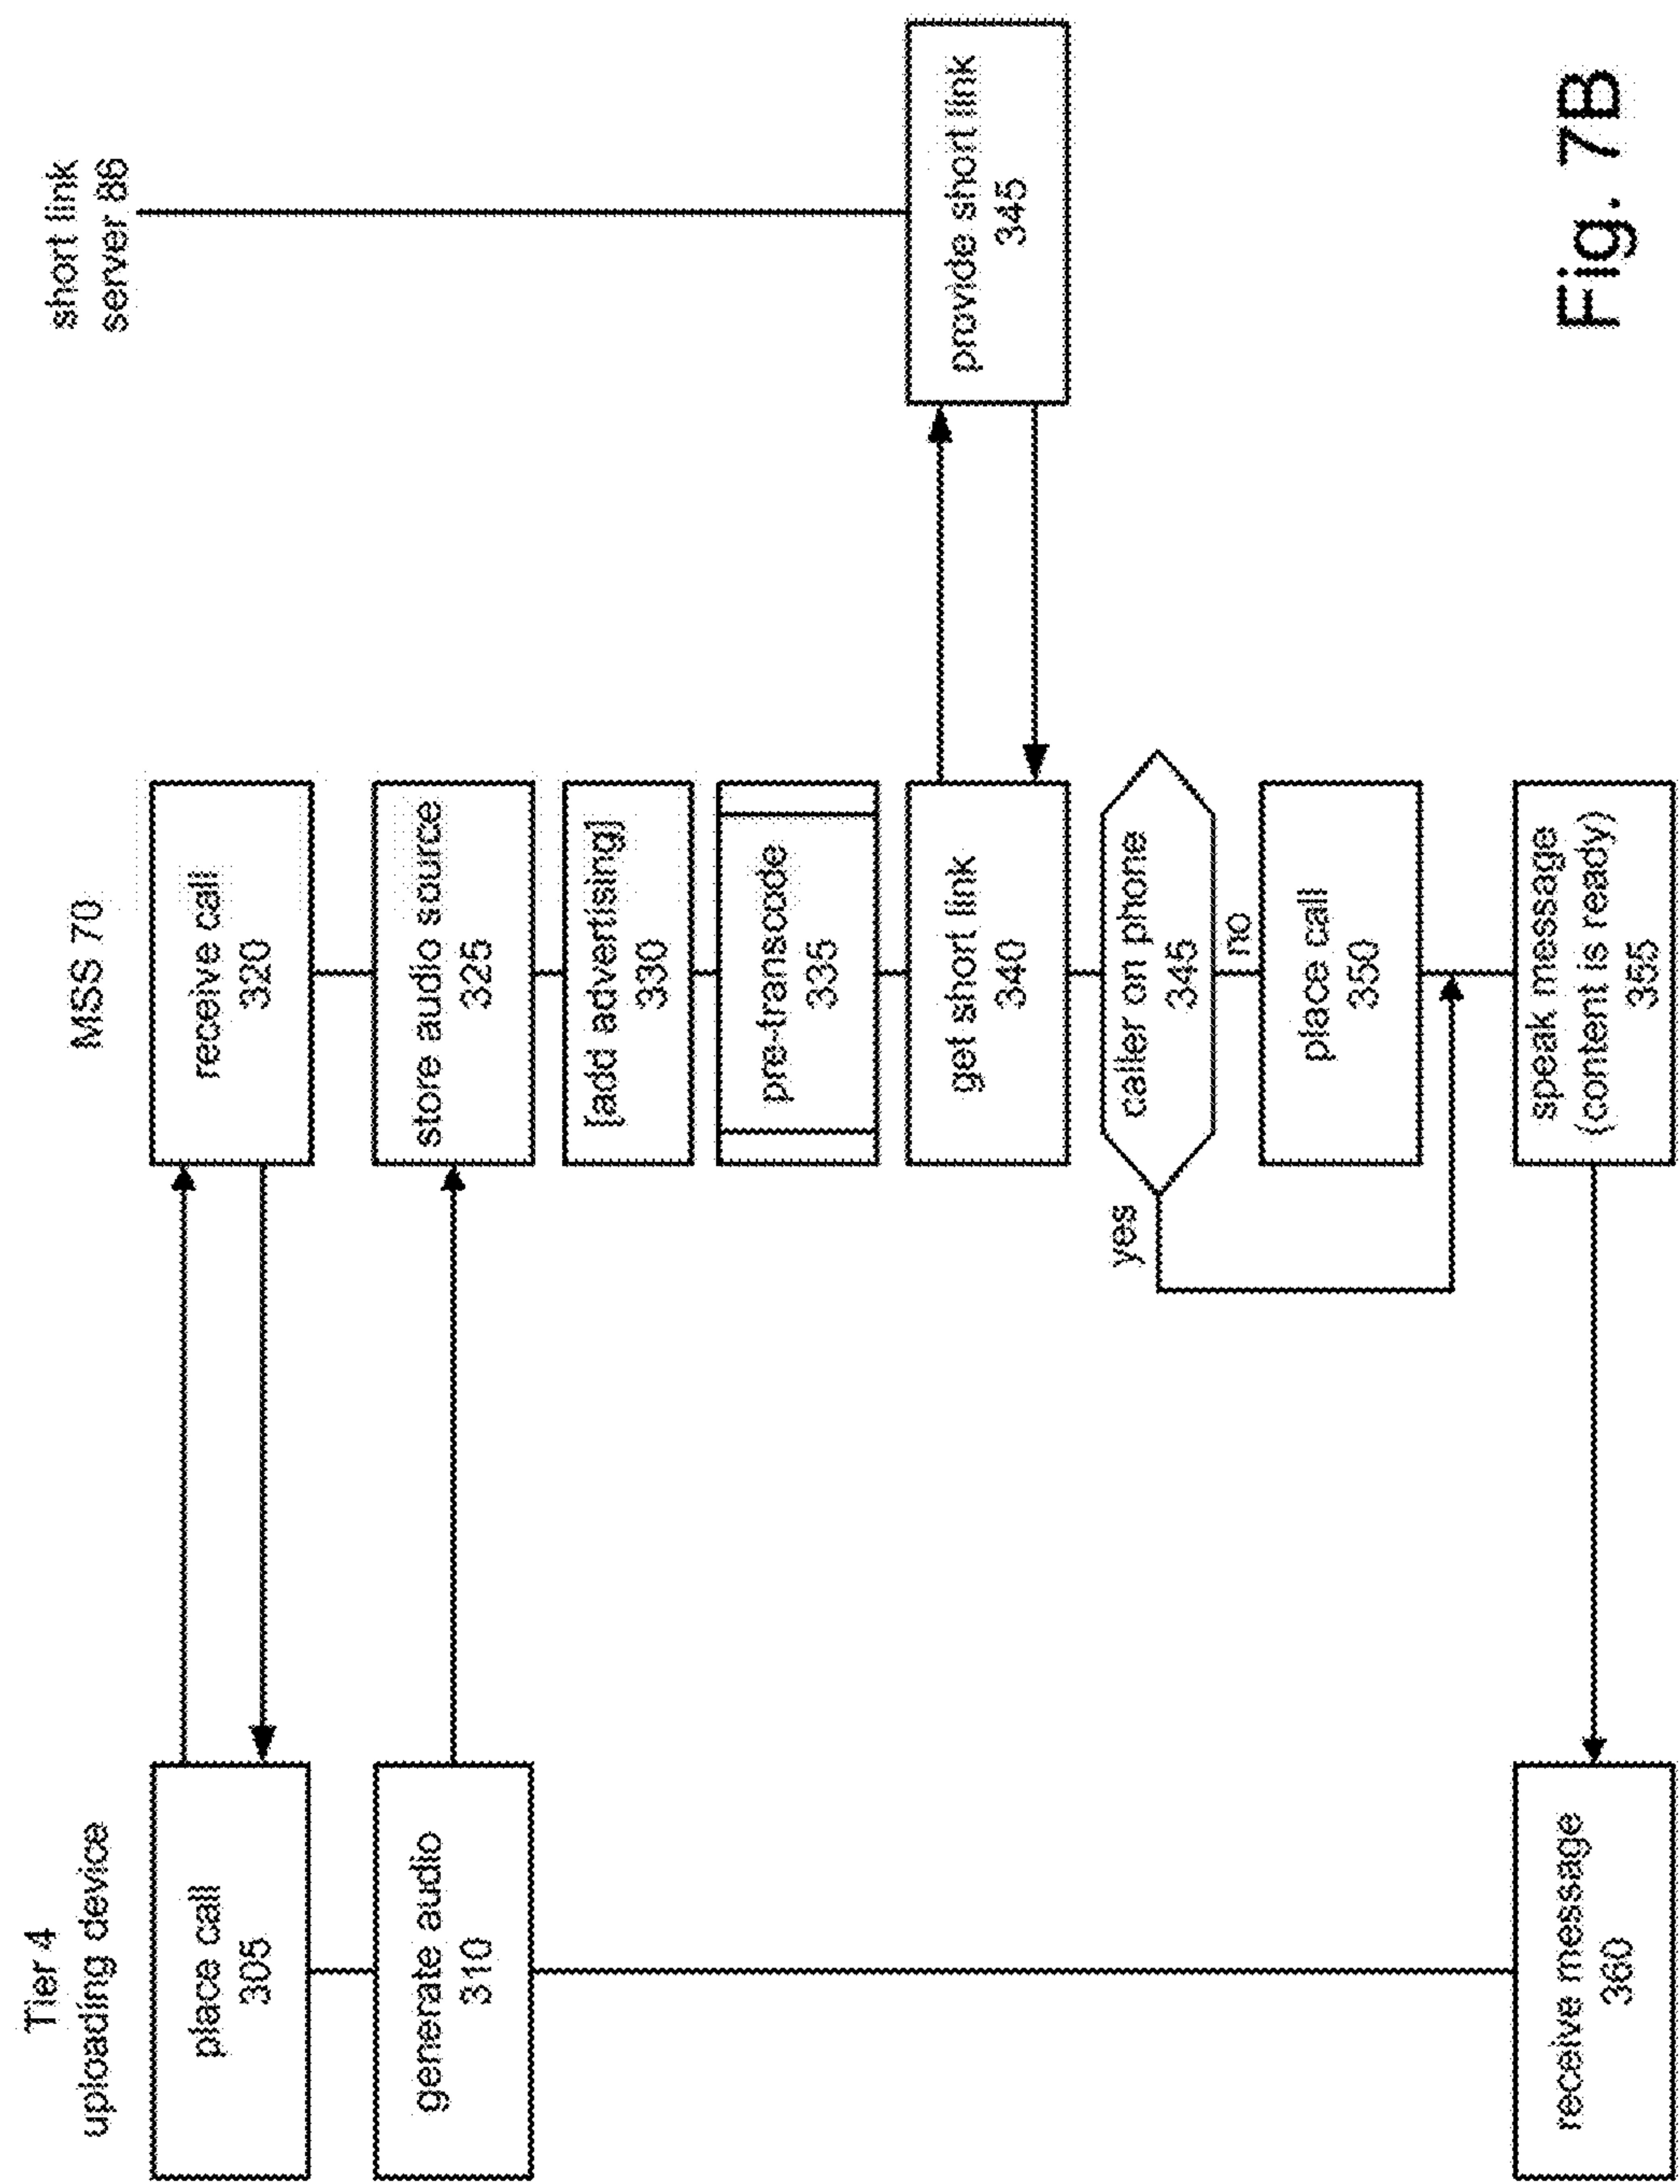 Tier 4
uploading device
MSS 70
short link
server 86
place call
305
receive call
320
generate audio
310
store audio source
325
[add advertising]
330
pre-transcode
335
get short link
340
provide short link
345
caller on phone
345
yes
no
place call
350
speak message
(content is ready)
355
receive message
360
Fig. 7B